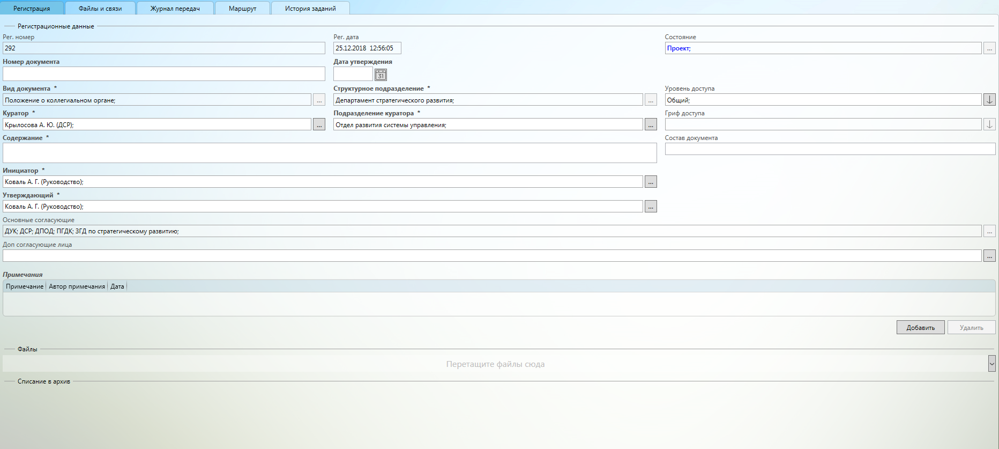 Регистрация Файлы и связи Журнал передач Маршрут История заданий
Регистрационные данные
Рег. номер Рег. дата Состояние
292 25.12.2018 12:56:05 Проект; ...
Номер документа Дата утверждения
31
Вид документа * Структурное подразделение * Уровень доступа
Положение о коллегиальном органе; ... Департамент стратегического развития; ... Общий;
Куратор * Подразделение куратора * Гриф доступа
Крылосова А. Ю. (ДСР); ... Отдел развития системы управления; ...
Содержание * Состав документа
Инициатор *
Коваль А. Г. (Руководство); ...
Утверждающий *
Коваль А. Г. (Руководство); ...
Основные согласующие
ДУК; ДСР; ДПОД; ПГДК; ЗГД по стратегическому развитию; ...
Доп согласующие лица
...
Примечания
Примечание Автор примечания Дата
Добавить Удалить
Файлы
Перетащите файлы сюда
Списание в архив